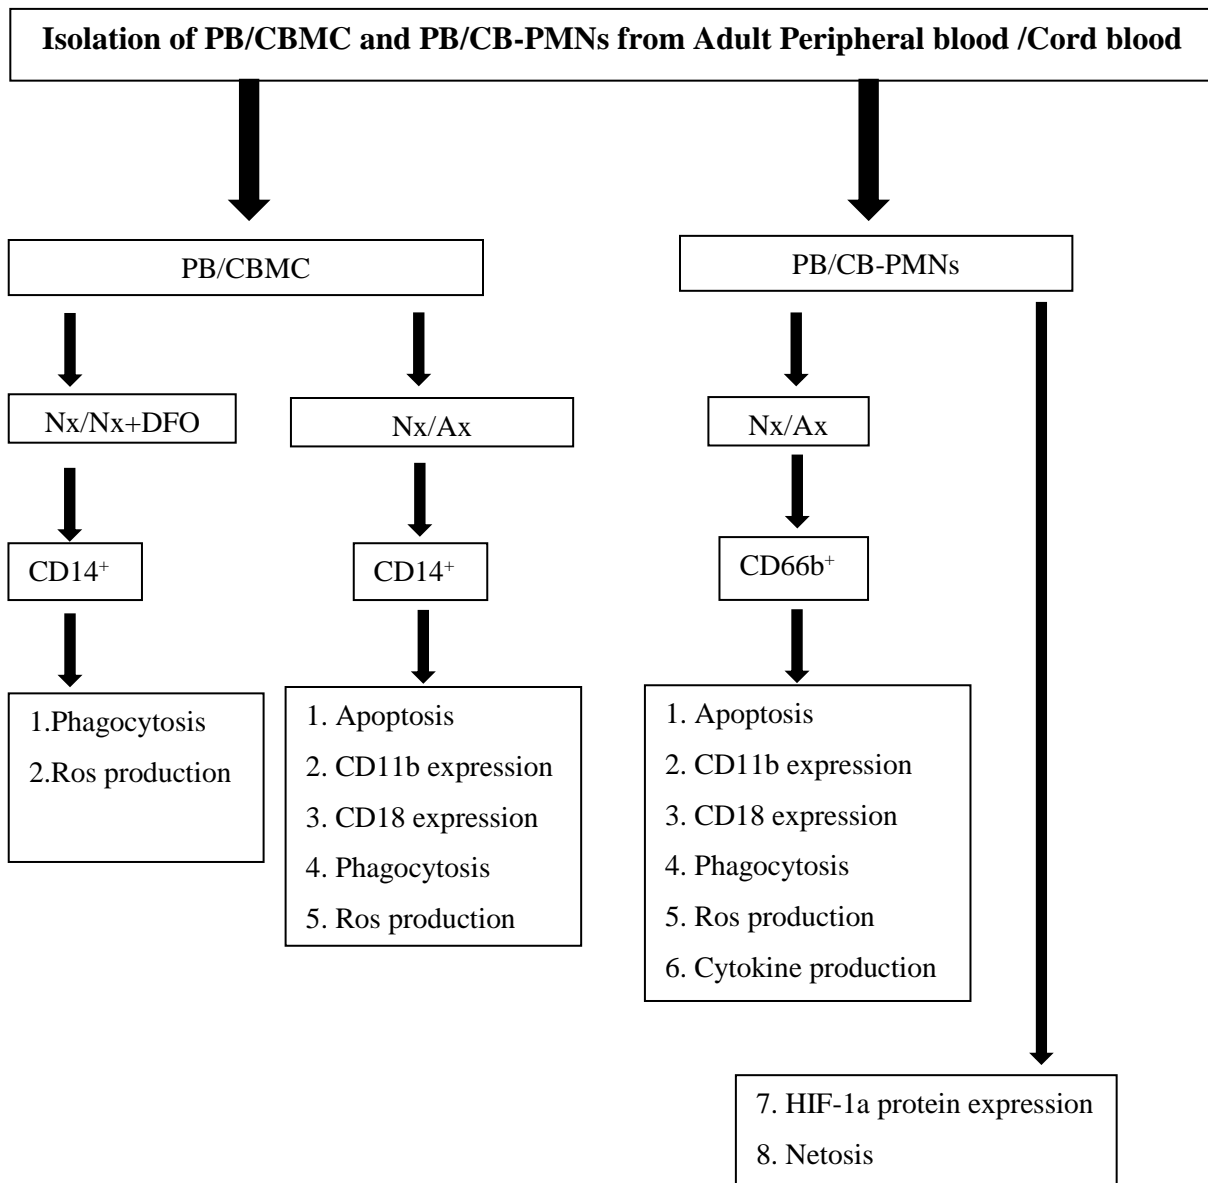 Isolation of PB/CBMC and PB/CB-PMNs from Adult Peripheral blood /Cord blood
PB/CBMC
PB/CB-PMNs
Nx/Nx+DFO
Nx/Ax
Nx/Ax
CD14⁺
CD14⁺
CD66b⁺
1.Phagocytosis
2.Ros production
1. Apoptosis
2. CD11b expression
3. CD18 expression
4. Phagocytosis
5. Ros production
1. Apoptosis
2. CD11b expression
3. CD18 expression
4. Phagocytosis
5. Ros production
6. Cytokine production
7. HIF-1a protein expression
8. Netosis